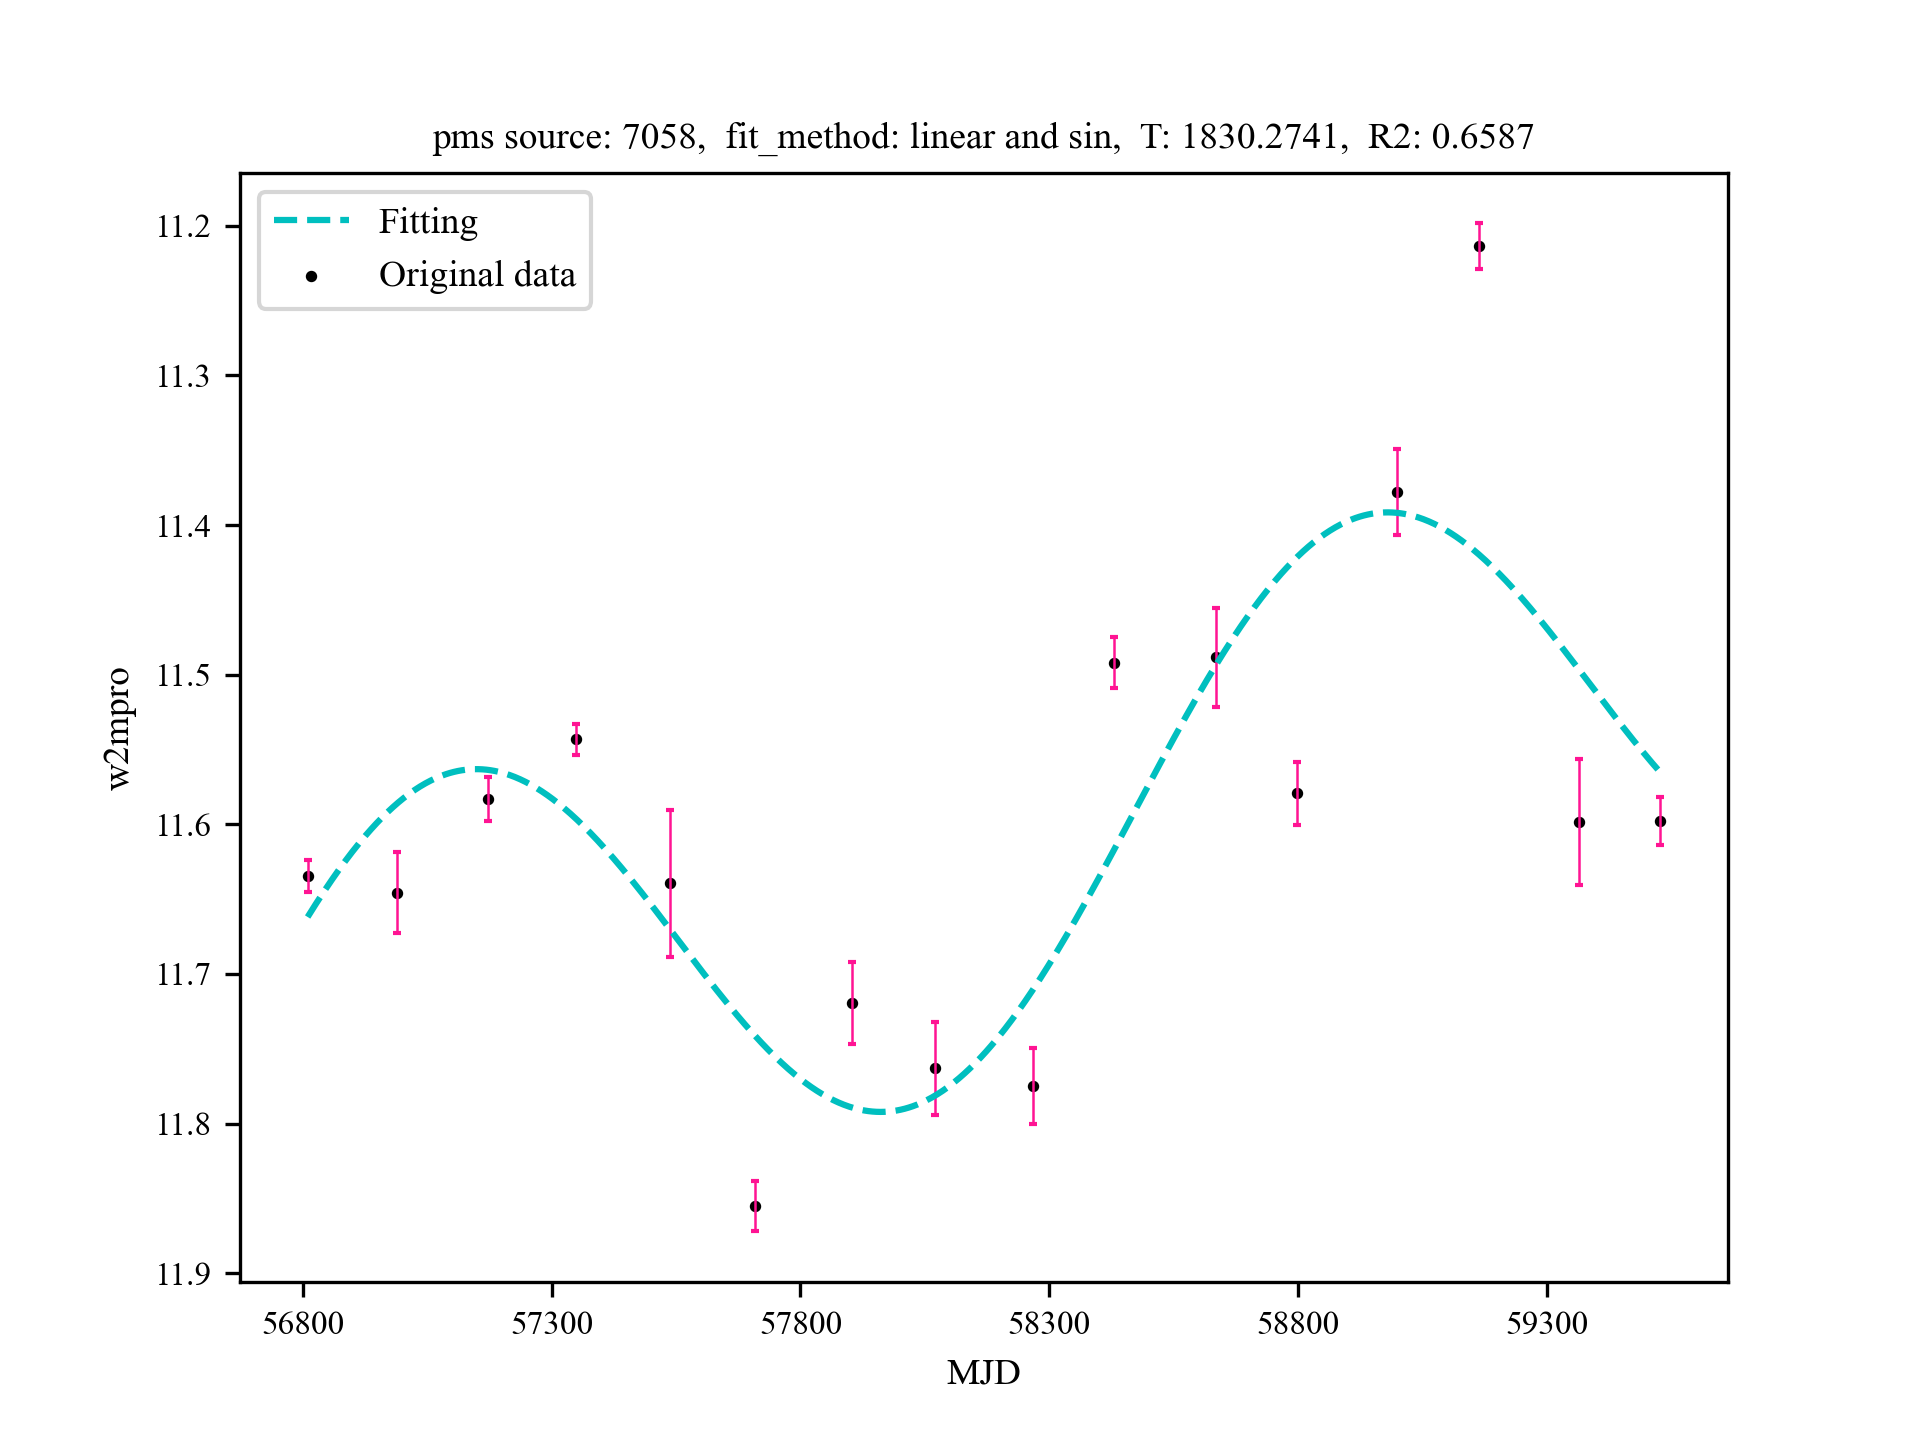 pms source: 7058,  fit_method: linear and sin,  T: 1830.2741,  R2: 0.6587
Fitting
Original data
11.2
11.3
11.4
11.5
11.6
11.7
11.8
11.9
w2mpro
56800 57300 57800 58300 58800 59300
MJD